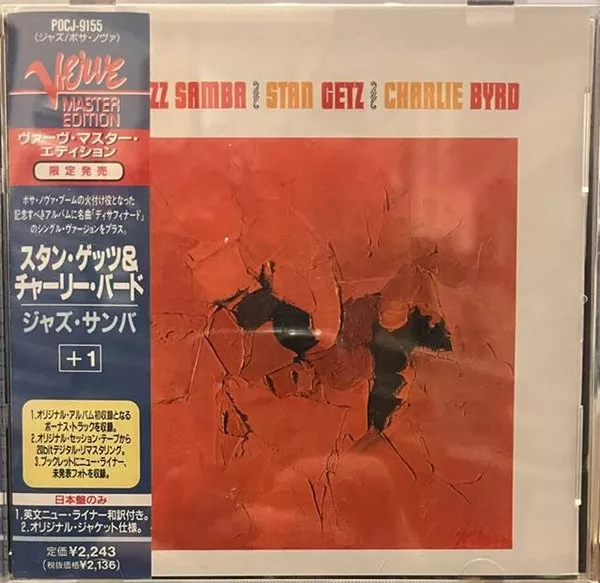 POCJ-9155
〈ジャズ/ボサ・ノヴァ〉
Verve
MASTER
EDITION
ヴァーヴ・マスター・
エディション
限定発売
ボサ・ノヴァ・ブームの火付け役となった
記念すべきアルバムに名曲「ディサフィナード」
のシングル・ヴァージョンをプラス。
スタン・ゲッツ&
チャーリー・バード
ジャズ・サンバ
+1
1.オリジナル・アルバム初収録となる
ボーナス・トラックを収録。
2.オリジナル・セッション・テープから
20bitデジタル・リマスタリング。
3.ブックレットにニュー・ライナー、
未発表フォトを収録。
日本盤のみ
1.英文ニュー・ライナー和訳付き。
2.オリジナル・ジャケット仕様。
定価¥2,243
(税抜価格¥2,136)
ZZ SAMBA STAN GETZ CHARLIE BYRD